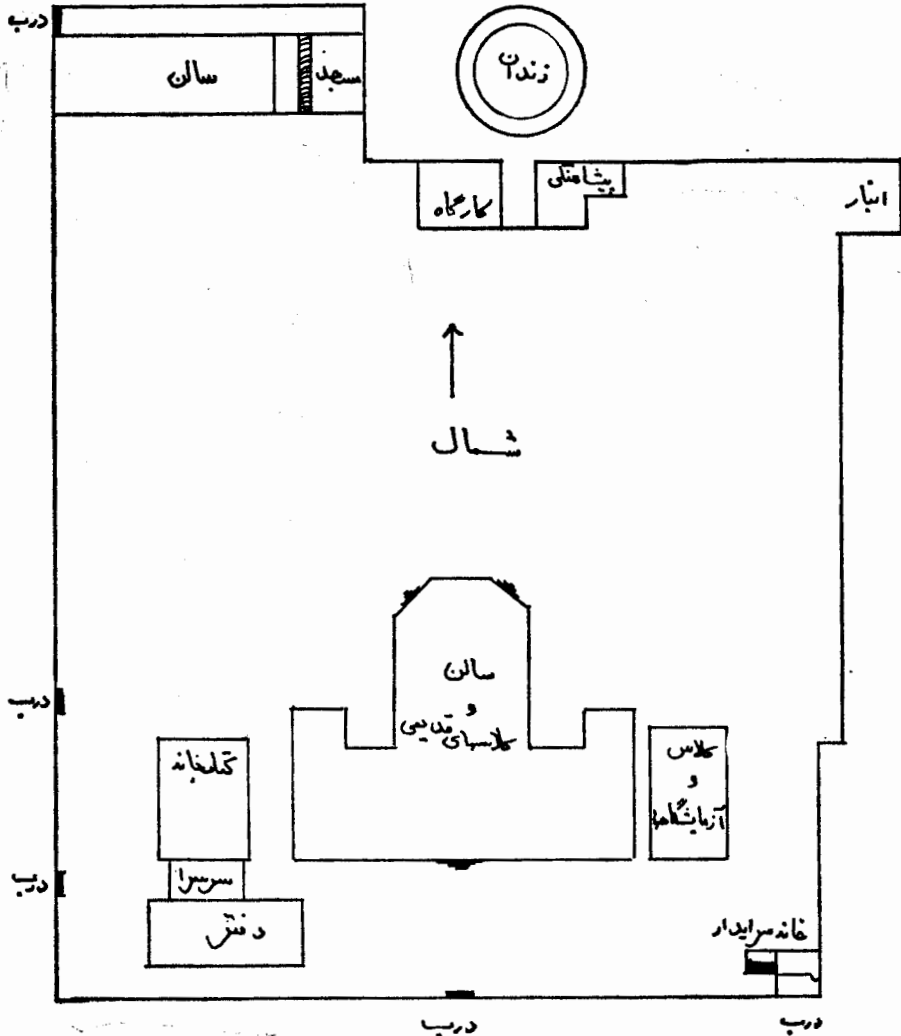 درب
سالن
مسجد
زندان
کارگاه
پیشاهنگی
انبار
شمال
سالن
و
کلاسهای قدیمی
کلاس
و
آزمایشگاهها
درب
کتابخانه
درب
سرسرا
دفتر
خانه سرایدار
درب
درب